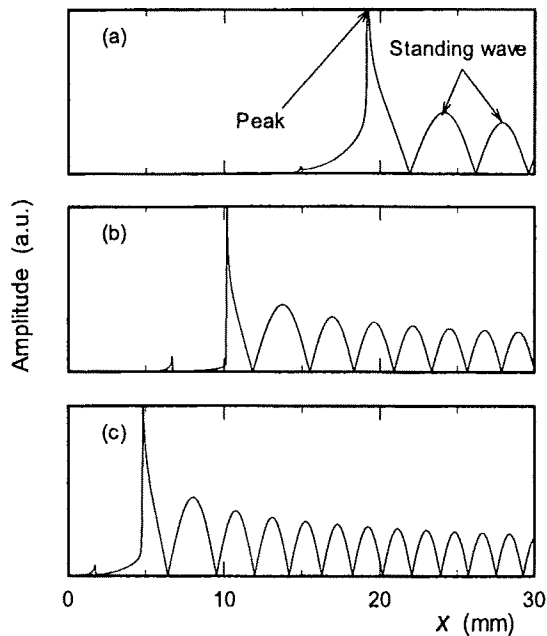 (a)
Standing wave
Peak
Amplitude (a.u.)
(b)
(c)
0 10 20 30
X (mm)